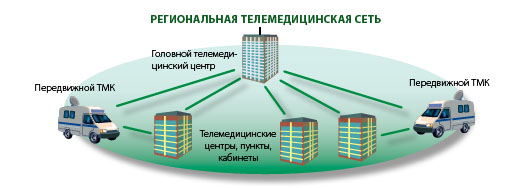 РЕГИОНАЛЬНАЯ ТЕЛЕМЕДИЦИНСКАЯ СЕТЬ
Головной телемеди-
цинский центр
Передвижной ТМК
Передвижной ТМК
Телемедицинские
центры, пункты,
кабинеты